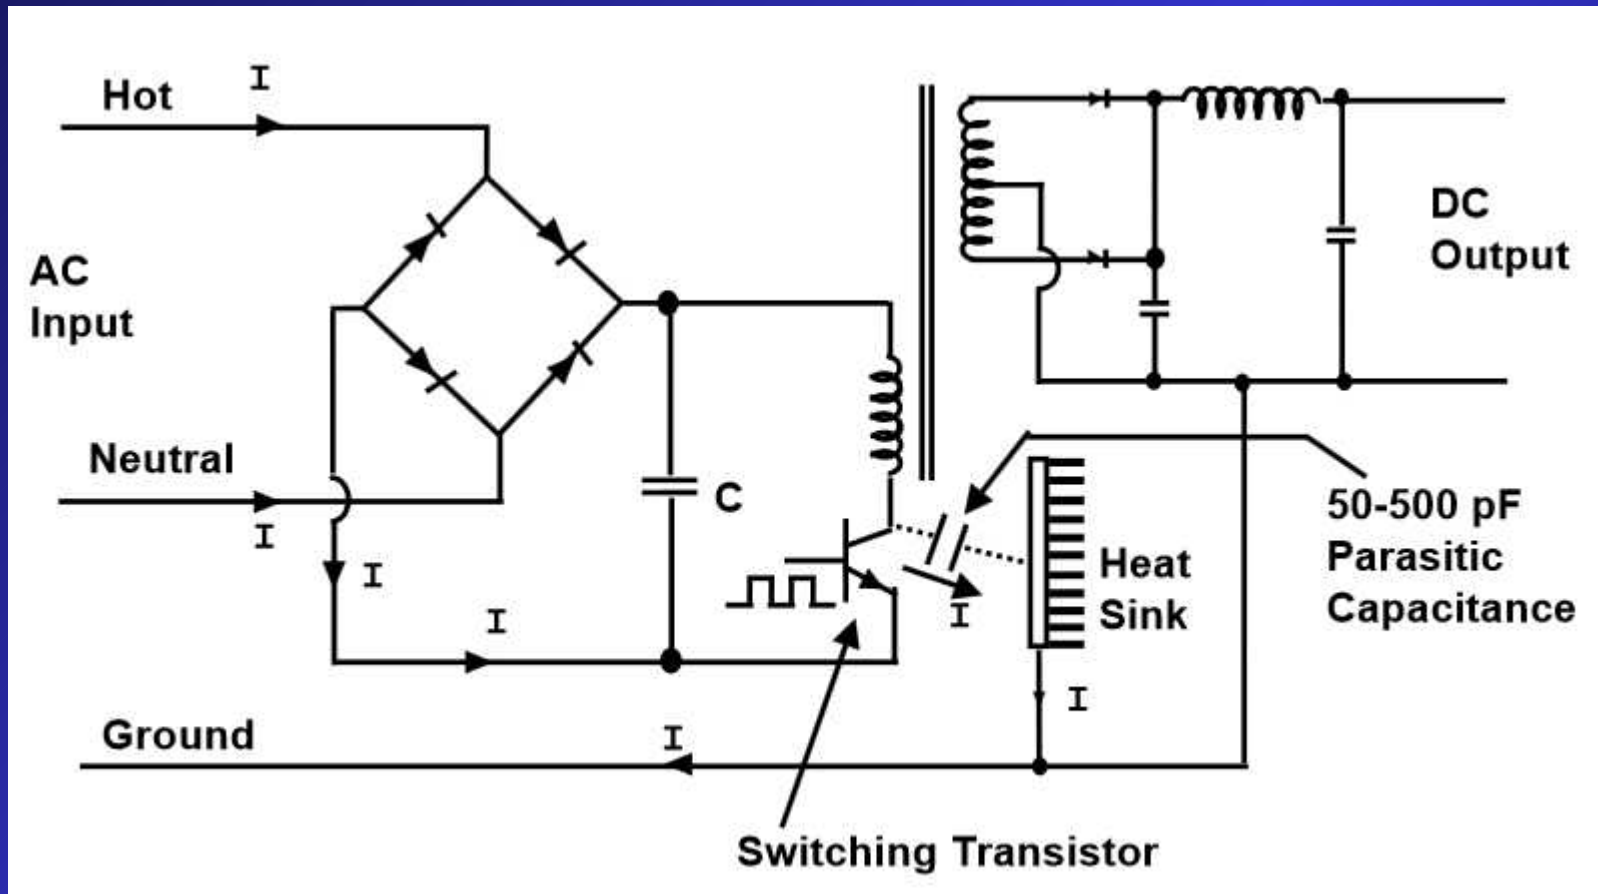 Hot
I
AC
Input
Neutral
I
I
I
C
DC
Output
50-500 pF
Parasitic
Capacitance
Heat
Sink
I
I
Ground
I
Switching Transistor